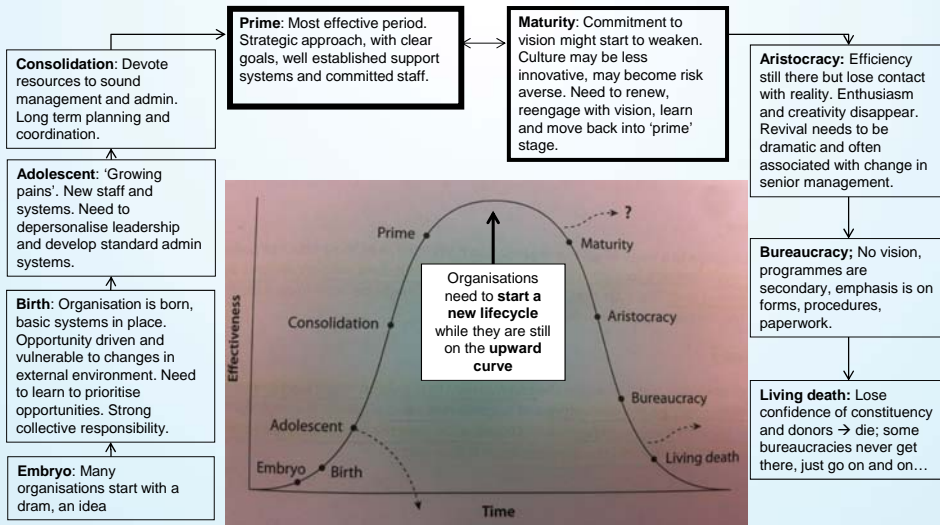 Prime: Most effective period.
Strategic approach, with clear
goals, well established support
systems and committed staff.
Maturity: Commitment to
vision might start to weaken.
Culture may be less
innovative, may become risk
averse. Need to renew,
reengage with vision, learn
and move back into ‘prime’
stage.
Consolidation: Devote
resources to sound
management and admin.
Long term planning and
coordination.
Aristocracy: Efficiency
still there but lose contact
with reality. Enthusiasm
and creativity disappear.
Revival needs to be
dramatic and often
associated with change in
senior management.
Adolescent: ‘Growing
pains’. New staff and
systems. Need to
depersonalise leadership
and develop standard admin
systems.
Birth: Organisation is born,
basic systems in place.
Opportunity driven and
vulnerable to changes in
external environment. Need
to learn to prioritise
opportunities. Strong
collective responsibility.
Embryo: Many
organisations start with a
dram, an idea
Bureaucracy; No vision,
programmes are
secondary, emphasis is on
forms, procedures,
paperwork.
Living death: Lose
confidence of constituency
and donors → die; some
bureaucracies never get
there, just go on and on…
Effectiveness
?
Prime
Maturity
Organisations
need to start a
new lifecycle
while they are still
on the upward
curve
Consolidation
Aristocracy
Bureaucracy
Adolescent
Living death
Embryo
Birth
Time